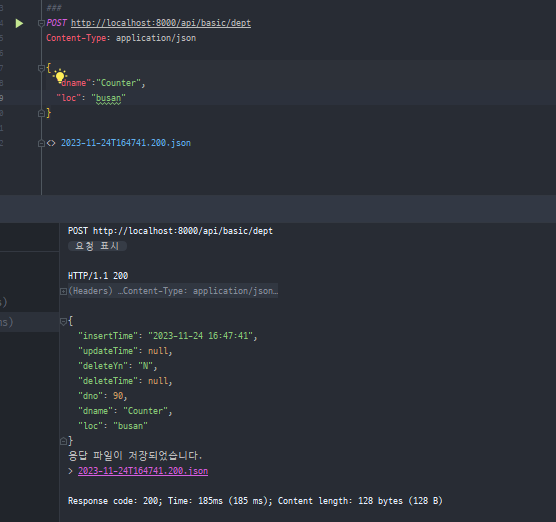 ###
POST http://localhost:8000/api/basic/dept
Content-Type: application/json
{
dname":"Counter",
"loc": "busan"
}
<> 2023-11-24T164741.200.json
POST http://localhost:8000/api/basic/dept
요청 표시
HTTP/1.1 200
(Headers) …Content-Type: application/json…
{
"insertTime": "2023-11-24 16:47:41",
"updateTime": null,
"deleteYn": "N",
"deleteTime": null,
"dno": 90,
"dname": "Counter",
"loc": "busan"
}
응답 파일이 저장되었습니다.
> 2023-11-24T164741.200.json
Response code: 200; Time: 185ms (185 ms); Content length: 128 bytes (128 B)